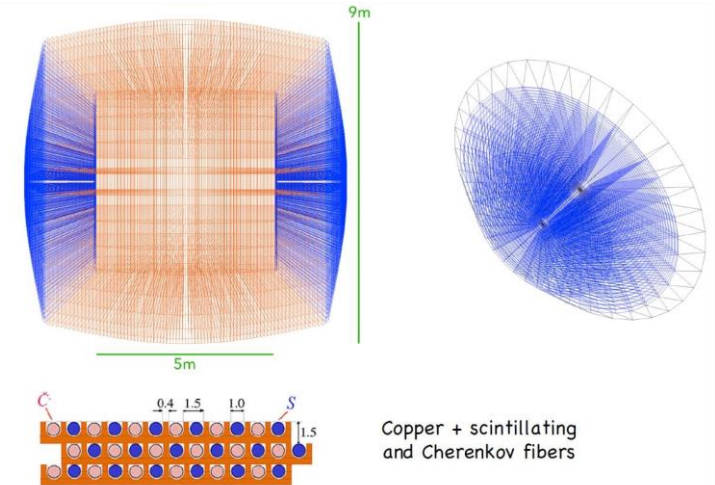 9m
5m
Č
0.4
1.5
1.0
S
1.5
Copper + scintillating
and Cherenkov fibers